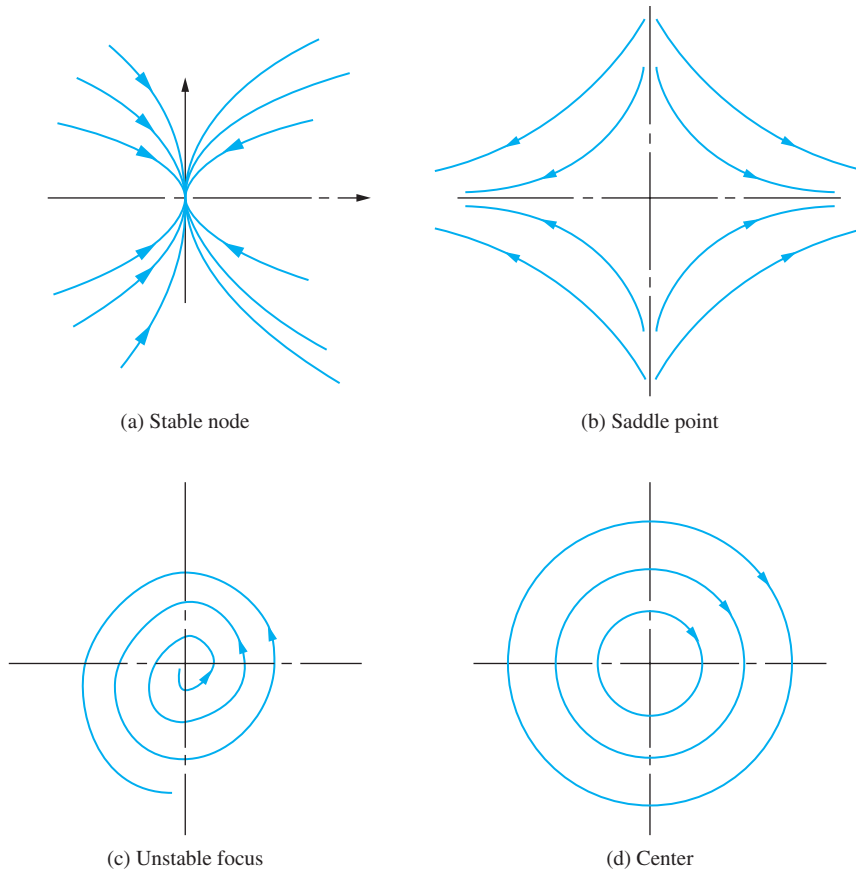 (a) Stable node
(b) Saddle point
(c) Unstable focus
(d) Center